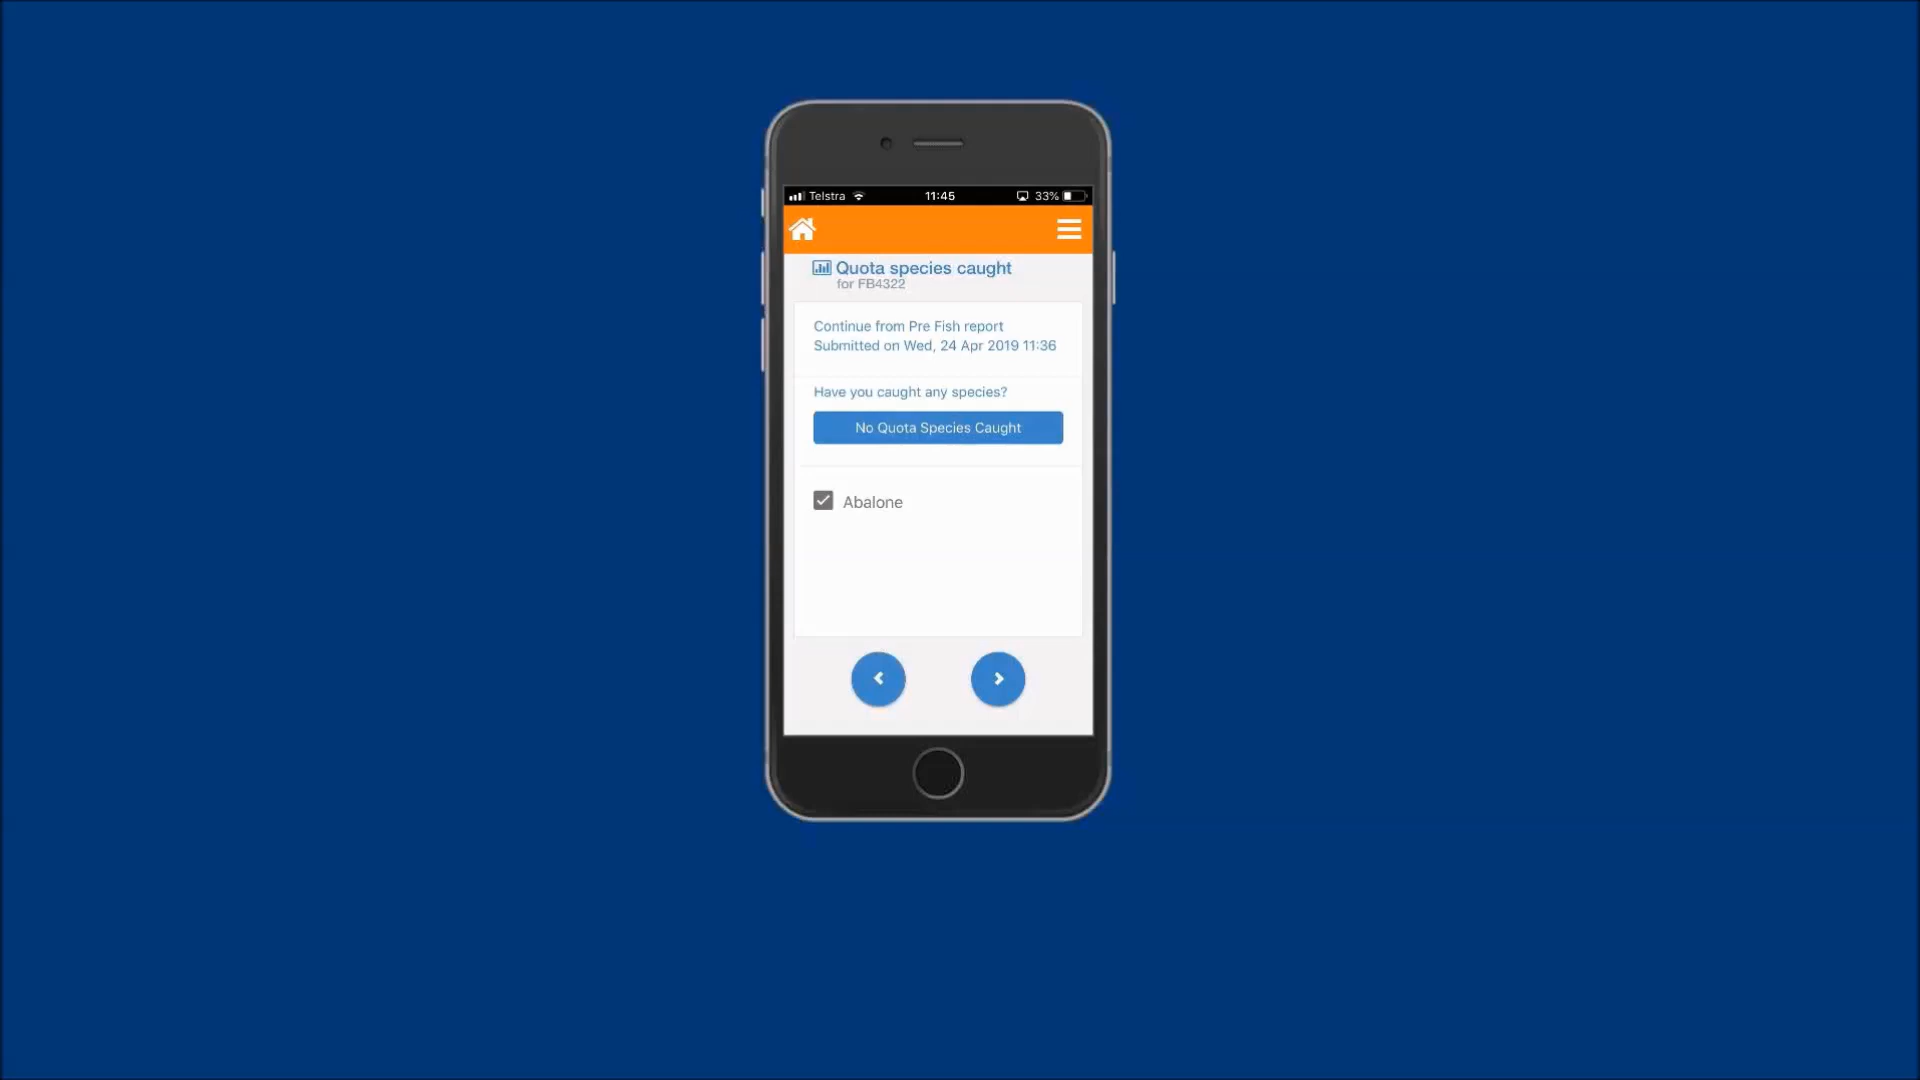 Telstra 11:45 33%
Quota species caught
for FB4322
Continue from Pre Fish report
Submitted on Wed, 24 Apr 2019 11:36
Have you caught any species?
No Quota Species Caught
Abalone